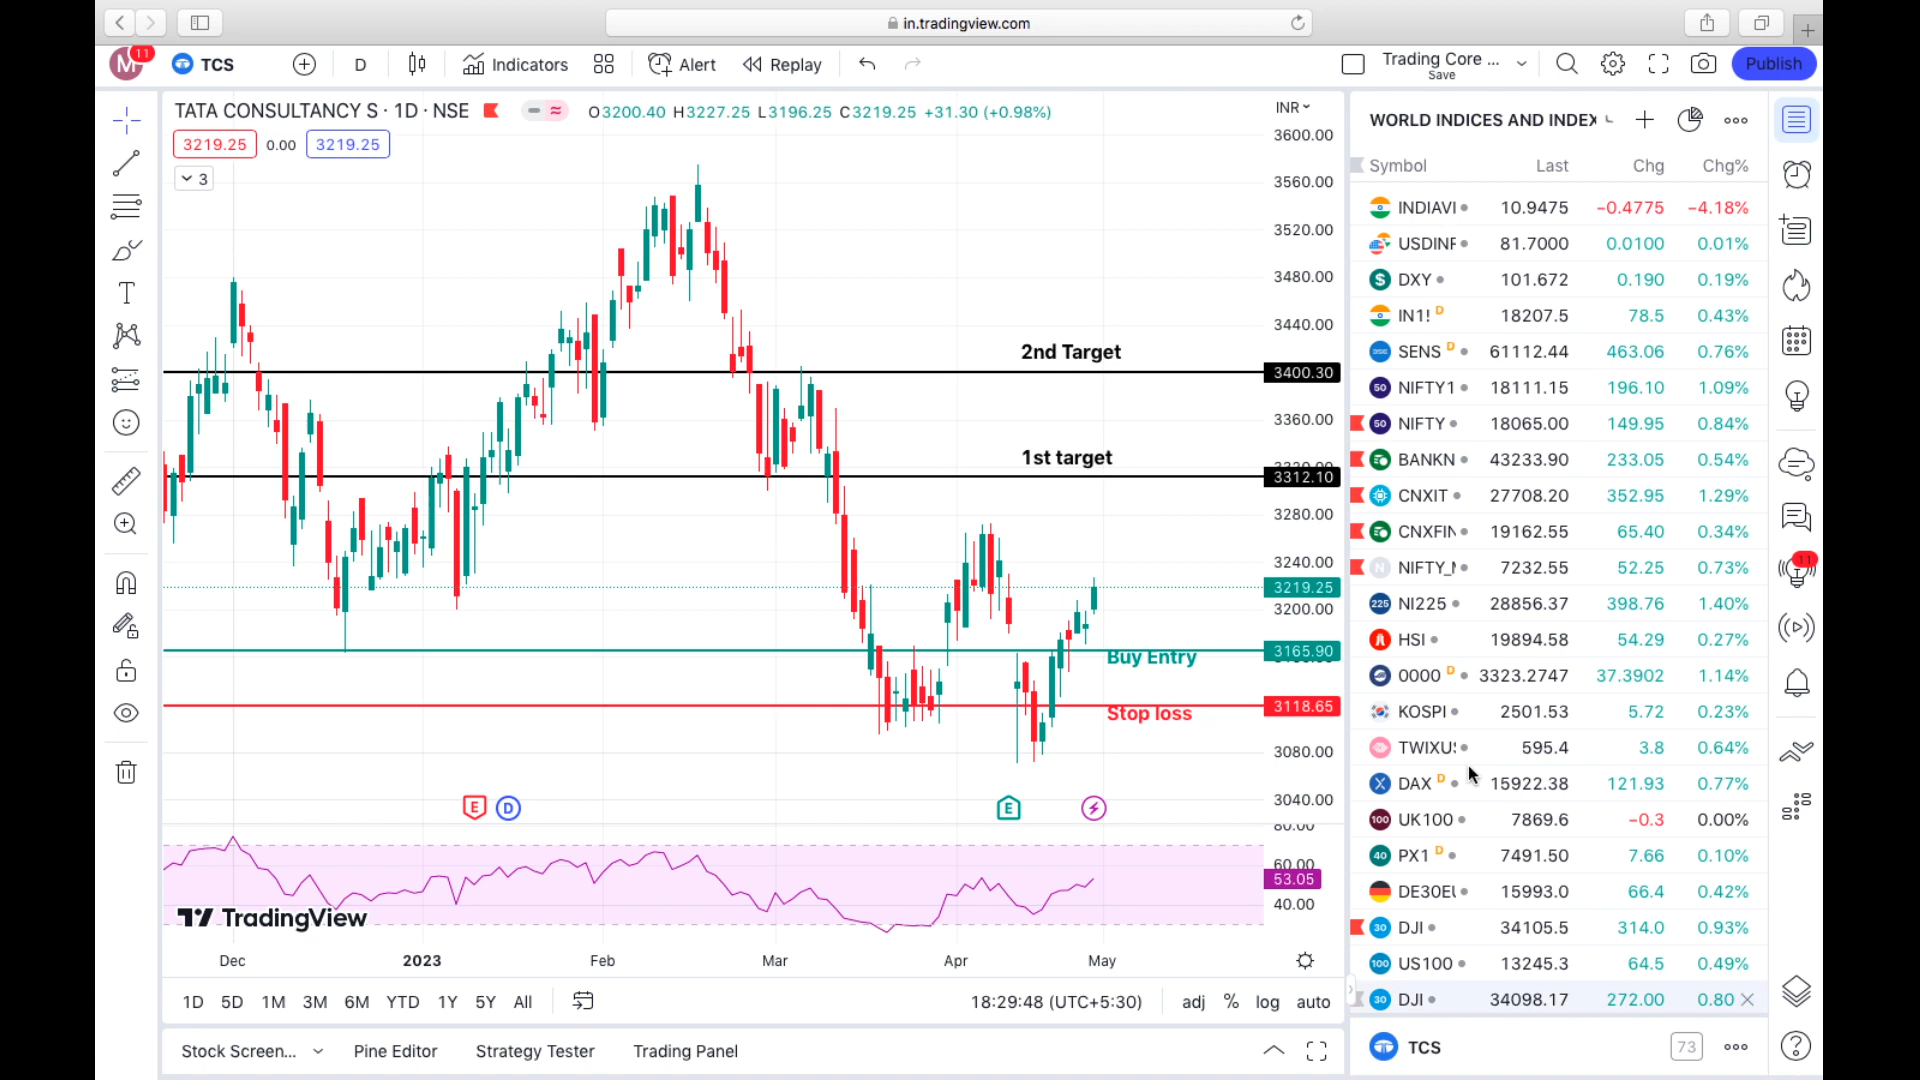 in.tradingview.com
M 11 TCS D Indicators Alert Replay Trading Core ... Save Publish
TATA CONSULTANCY S · 1D · NSE O3200.40 H3227.25 L3196.25 C3219.25 +31.30 (+0.98%) INR
3219.25 0.00 3219.25
3
3600.00
3560.00
3520.00
3480.00
3440.00
2nd Target
3400.30
3360.00
1st target
3312.10
3280.00
3240.00
3219.25
3200.00
3165.90
Buy Entry
3118.65
Stop loss
3080.00
3040.00
E D E
80.00
60.00
53.05
40.00
TradingView
Dec 2023 Feb Mar Apr May
1D 5D 1M 3M 6M YTD 1Y 5Y All 18:29:48 (UTC+5:30) adj % log auto
Stock Screen... Pine Editor Strategy Tester Trading Panel
WORLD INDICES AND INDEX
Symbol Last Chg Chg%
INDIAVI 10.9475 −0.4775 −4.18%
USDINF 81.7000 0.0100 0.01%
$ DXY 101.672 0.190 0.19%
IN1! D 18207.5 78.5 0.43%
BSE SENS D 61112.44 463.06 0.76%
50 NIFTY1 18111.15 196.10 1.09%
50 NIFTY 18065.00 149.95 0.84%
BANKN 43233.90 233.05 0.54%
CNXIT 27708.20 352.95 1.29%
CNXFIN 19162.55 65.40 0.34%
N NIFTY_ 7232.55 52.25 0.73%
225 NI225 28856.37 398.76 1.40%
HSI 19894.58 54.29 0.27%
0000 D 3323.2747 37.3902 1.14%
KOSPI 2501.53 5.72 0.23%
TWIXU 595.4 3.8 0.64%
X DAX D 15922.38 121.93 0.77%
100 UK100 7869.6 −0.3 0.00%
40 PX1 D 7491.50 7.66 0.10%
DE30EU 15993.0 66.4 0.42%
30 DJI 34105.5 314.0 0.93%
100 US100 13245.3 64.5 0.49%
30 DJI 34098.17 272.00 0.80
TCS 73
11